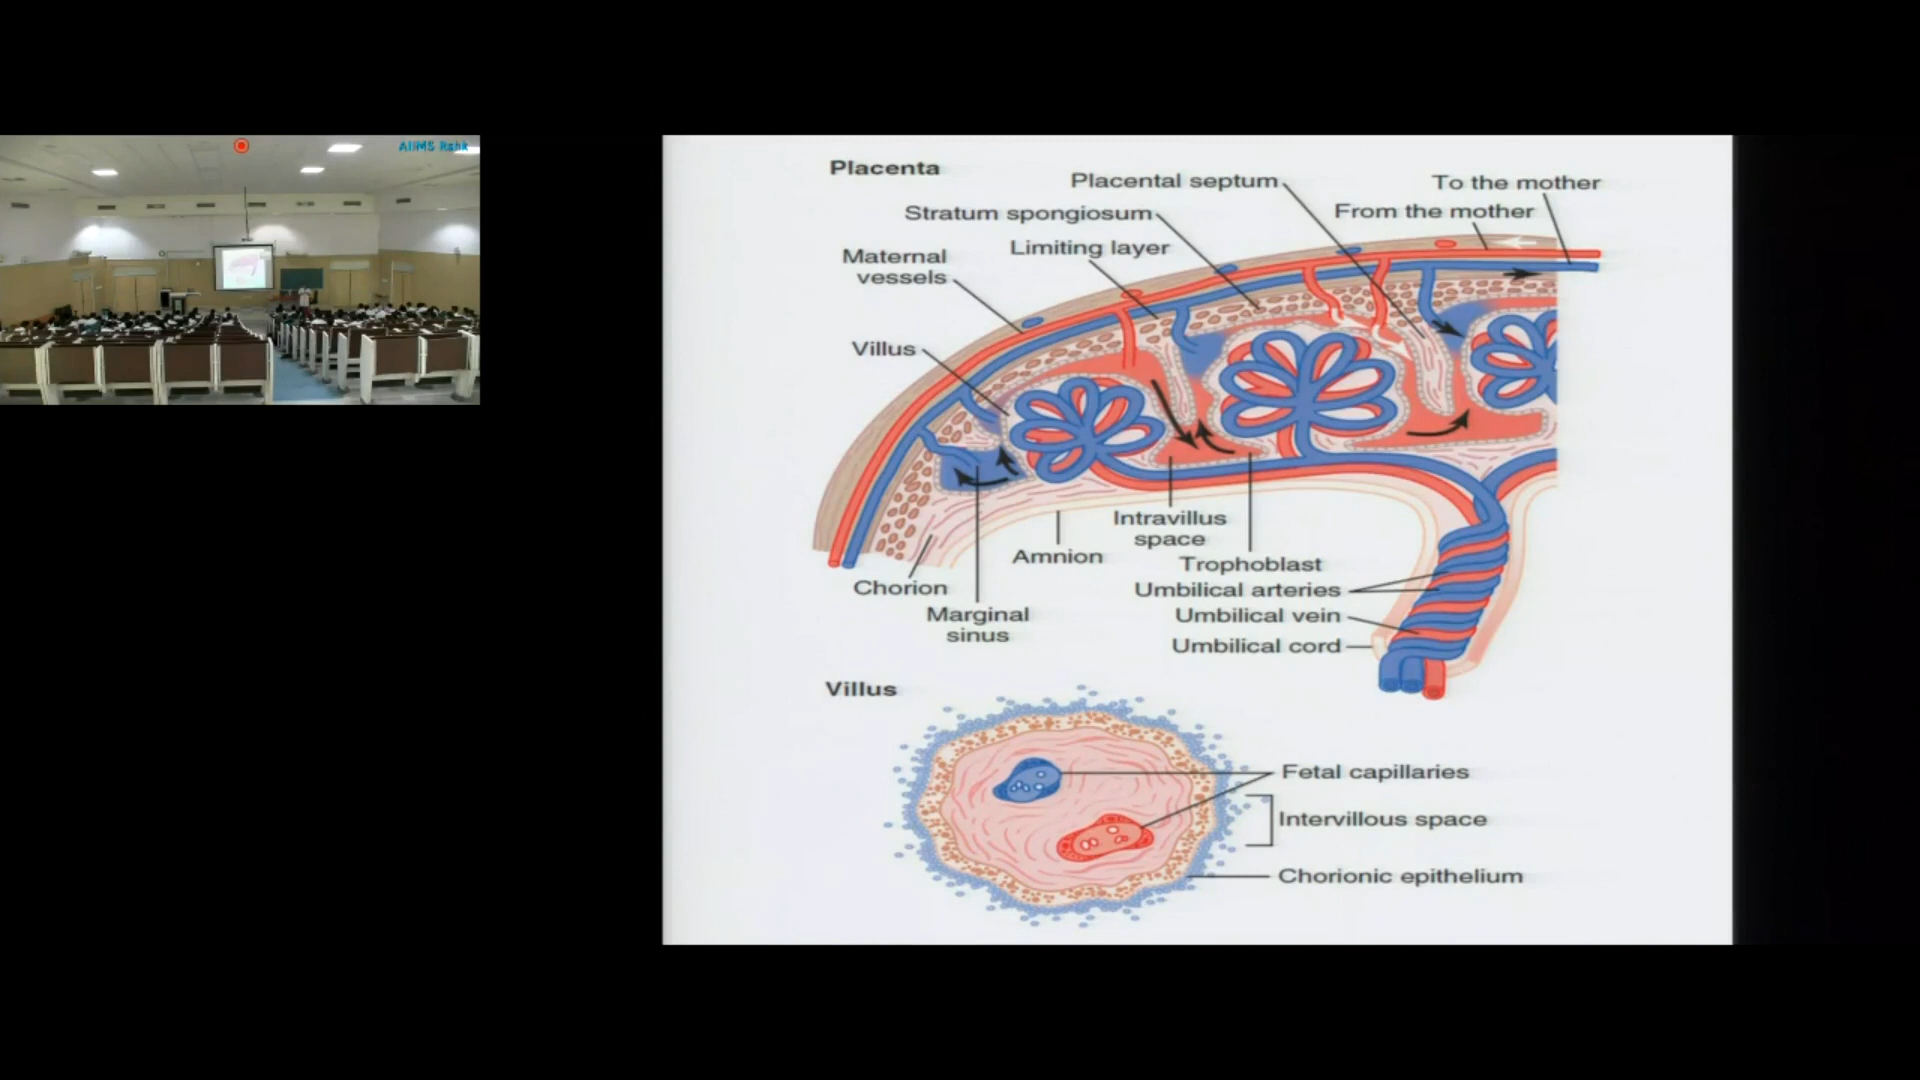 AIIMS Rshk
Placenta
Placental septum
To the mother
Stratum spongiosum
From the mother
Limiting layer
Maternal
vessels
Villus
Intravillus
space
Amnion
Trophoblast
Chorion
Umbilical arteries
Marginal
sinus
Umbilical vein
Umbilical cord
Villus
Fetal capillaries
Intervillous space
Chorionic epithelium